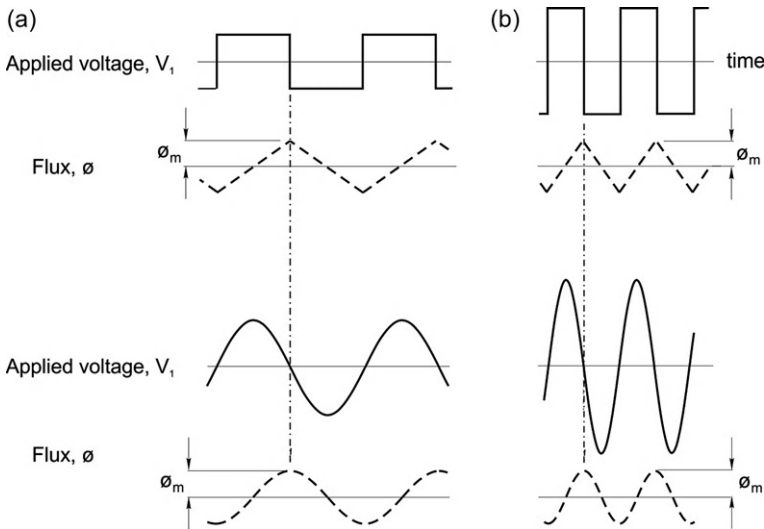 (a)
(b)
Applied voltage, V₁
time
øₘ
Flux, ø
øₘ
Applied voltage, V₁
Flux, ø
øₘ
øₘ